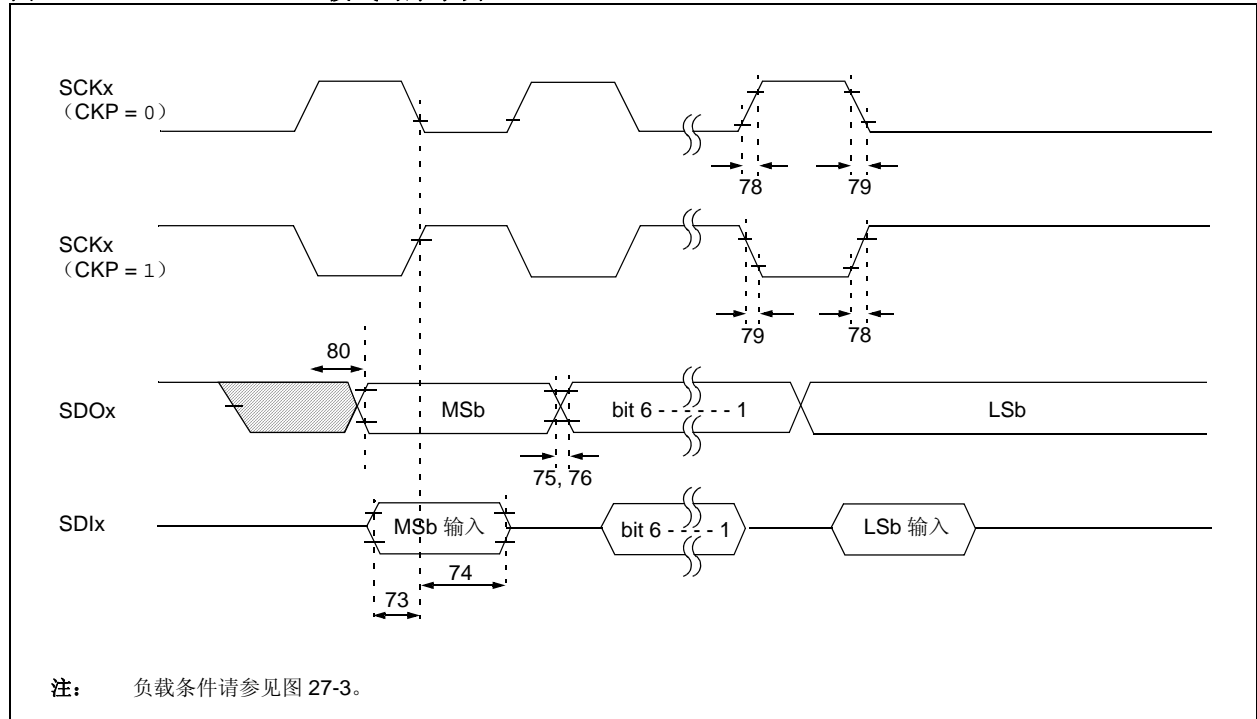 SCKx
（CKP = 0）
78
79
SCKx
（CKP = 1）
79
78
80
SDOx
MSb
bit 6 - - - - - - 1
LSb
75, 76
SDIx
MSb 输入
bit 6 - - - - 1
LSb 输入
74
73
注： 负载条件请参见图 27-3。